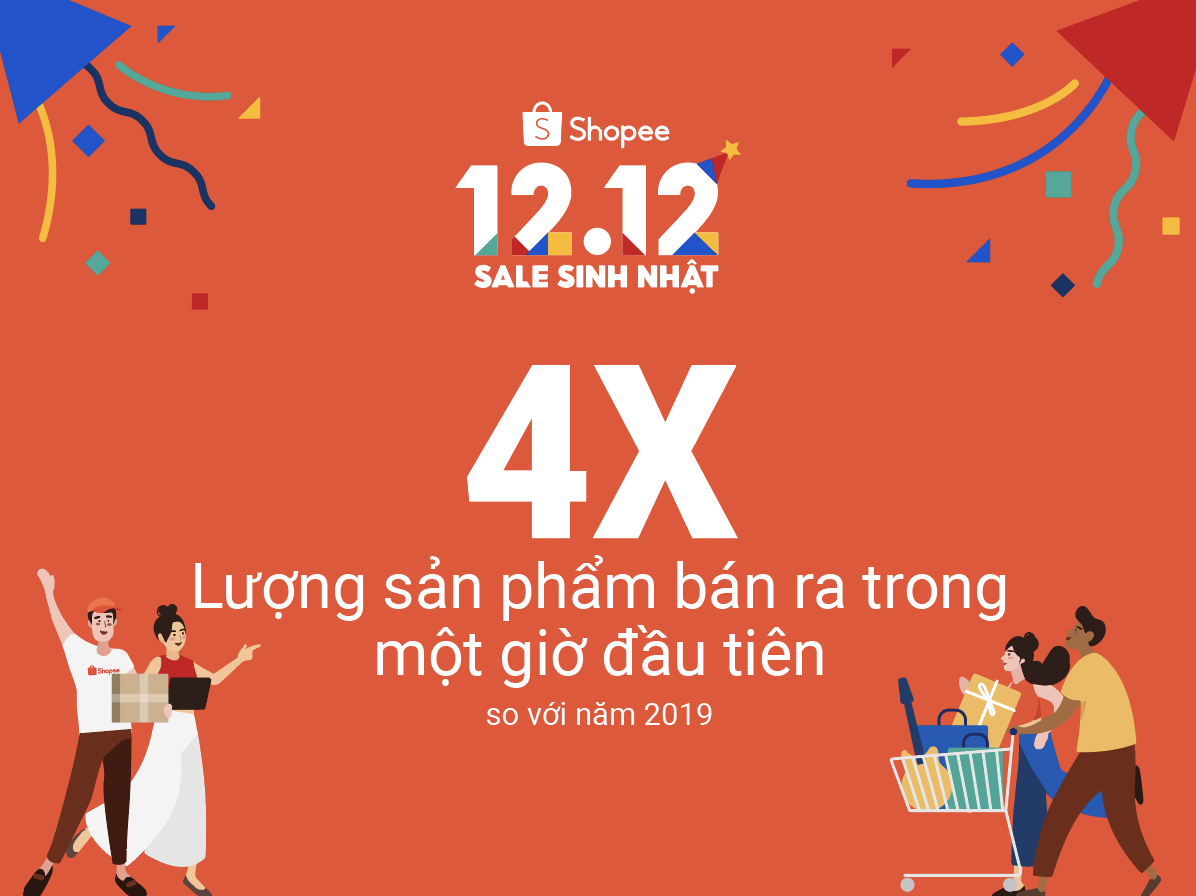 Shopee
12.12
SALE SINH NHẬT
4X
Lượng sản phẩm bán ra trong
một giờ đầu tiên
so với năm 2019
Shopee